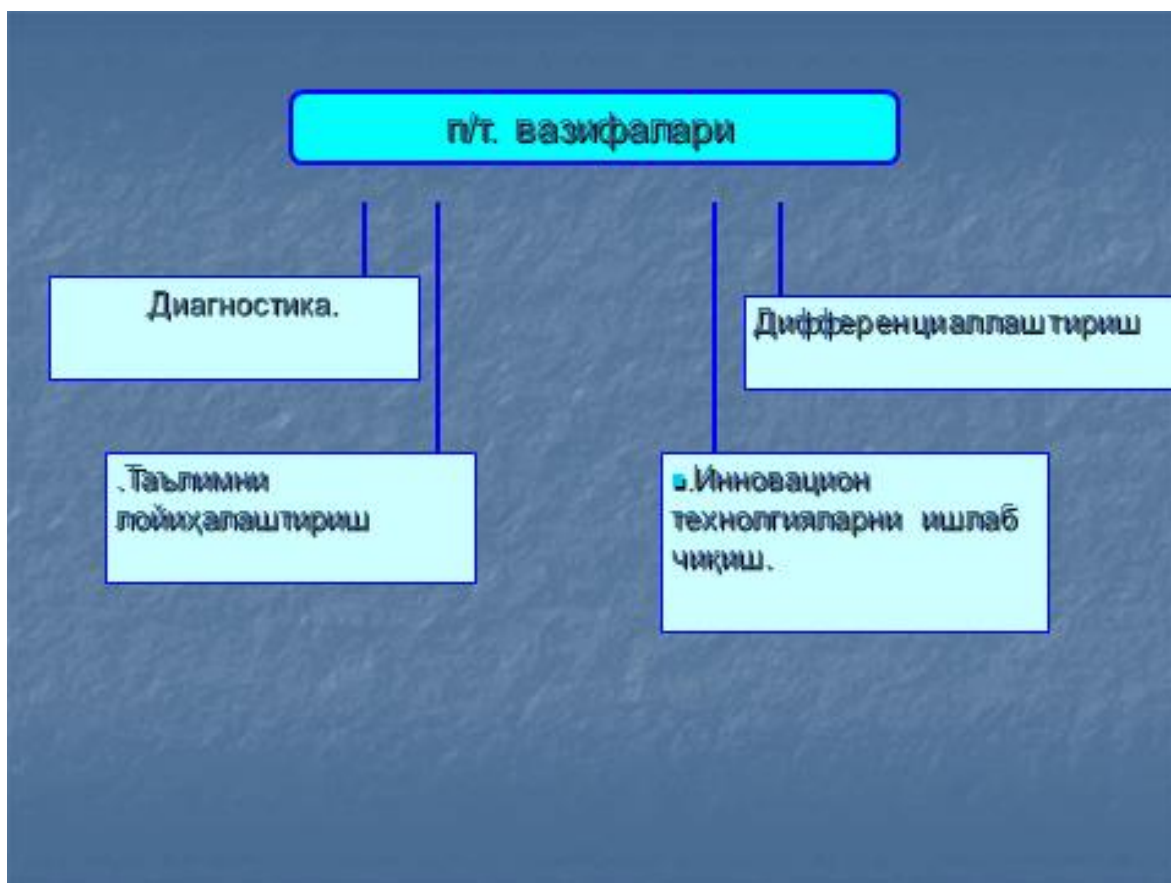 п/т. вазифалари
.Диагностика.
Дифференциаллаштириш
.Таълимни
лойиҳалаштириш
.Инновацион
технолгияларни ишлаб
чиқиш.